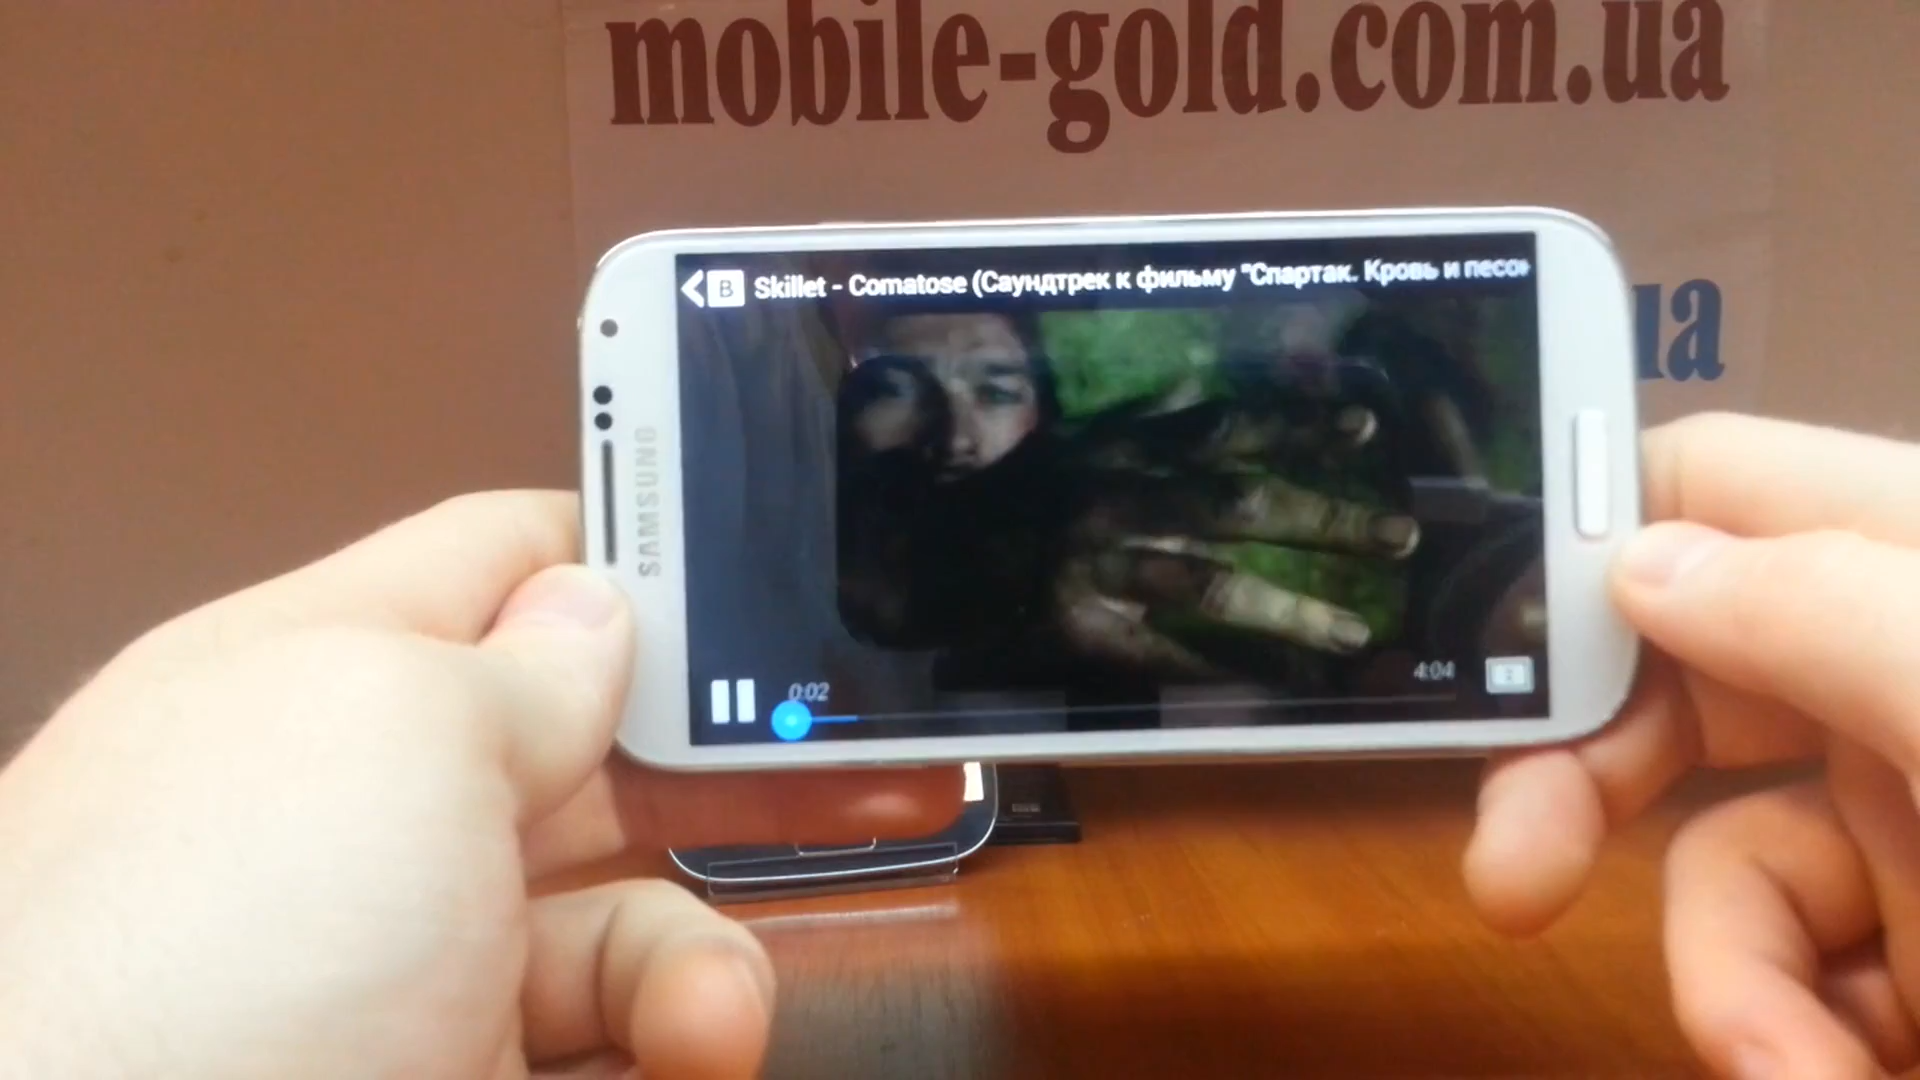 mobile-gold.com.ua
ua
B Skillet - Comatose (Саундтрек к фильму "Спартак. Кровь и песо
SAMSUNG
0:02
4:04